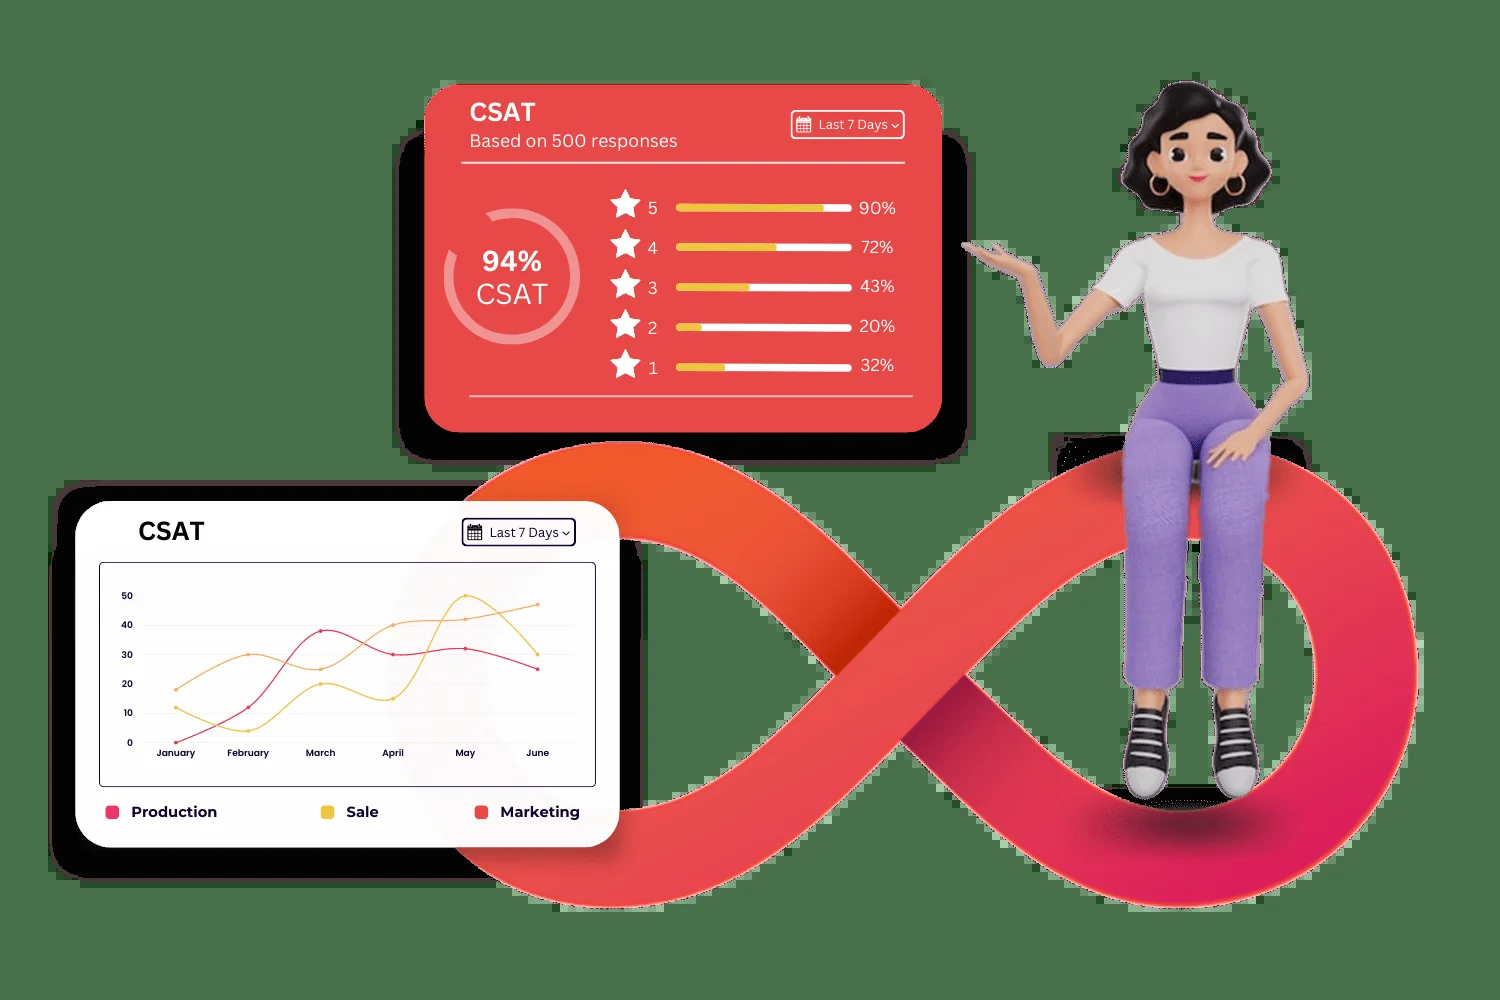 CSAT
Based on 500 responses
Last 7 Days
94%
CSAT
5 90%
4 72%
3 43%
2 20%
1 32%
CSAT
Last 7 Days
50
40
30
20
10
0
January February March April May June
Production Sale Marketing